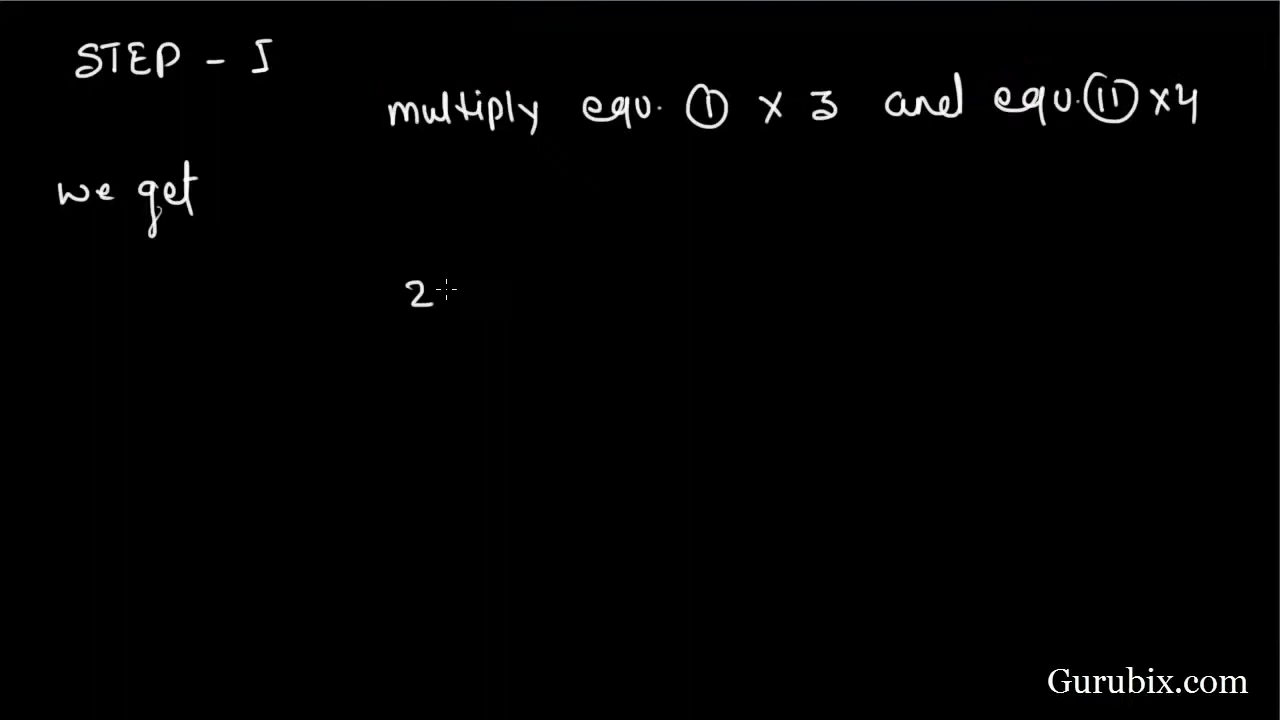 STEP - I
multiply equ. ① × 3 and equ. ⑪ × 4
we get
2
Gurubix.com